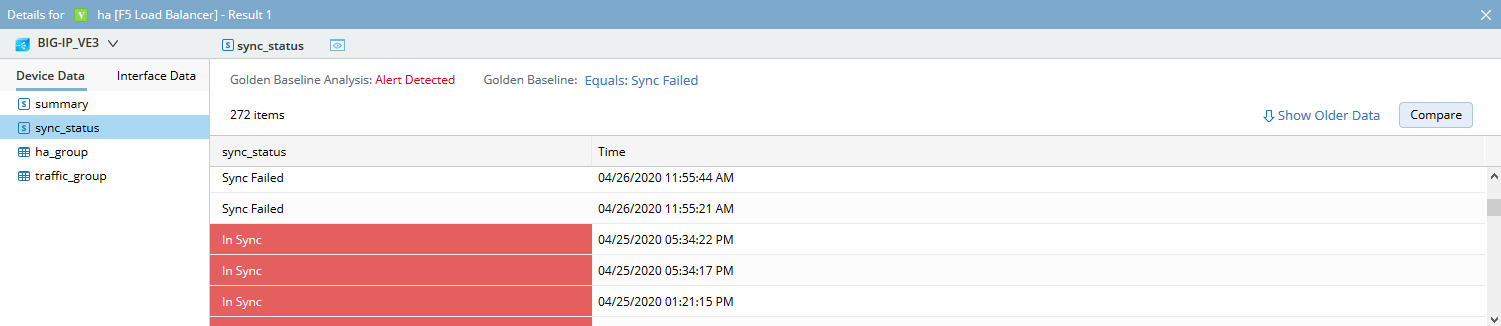 Details for ha [F5 Load Balancer] - Result 1
BIG-IP_VE3
sync_status
Device Data Interface Data
summary
sync_status
ha_group
traffic_group
Golden Baseline Analysis: Alert Detected Golden Baseline: Equals: Sync Failed
272 items Show Older Data Compare
sync_status Time
Sync Failed 04/26/2020 11:55:44 AM
Sync Failed 04/26/2020 11:55:21 AM
In Sync 04/25/2020 05:34:22 PM
In Sync 04/25/2020 05:34:17 PM
In Sync 04/25/2020 01:21:15 PM